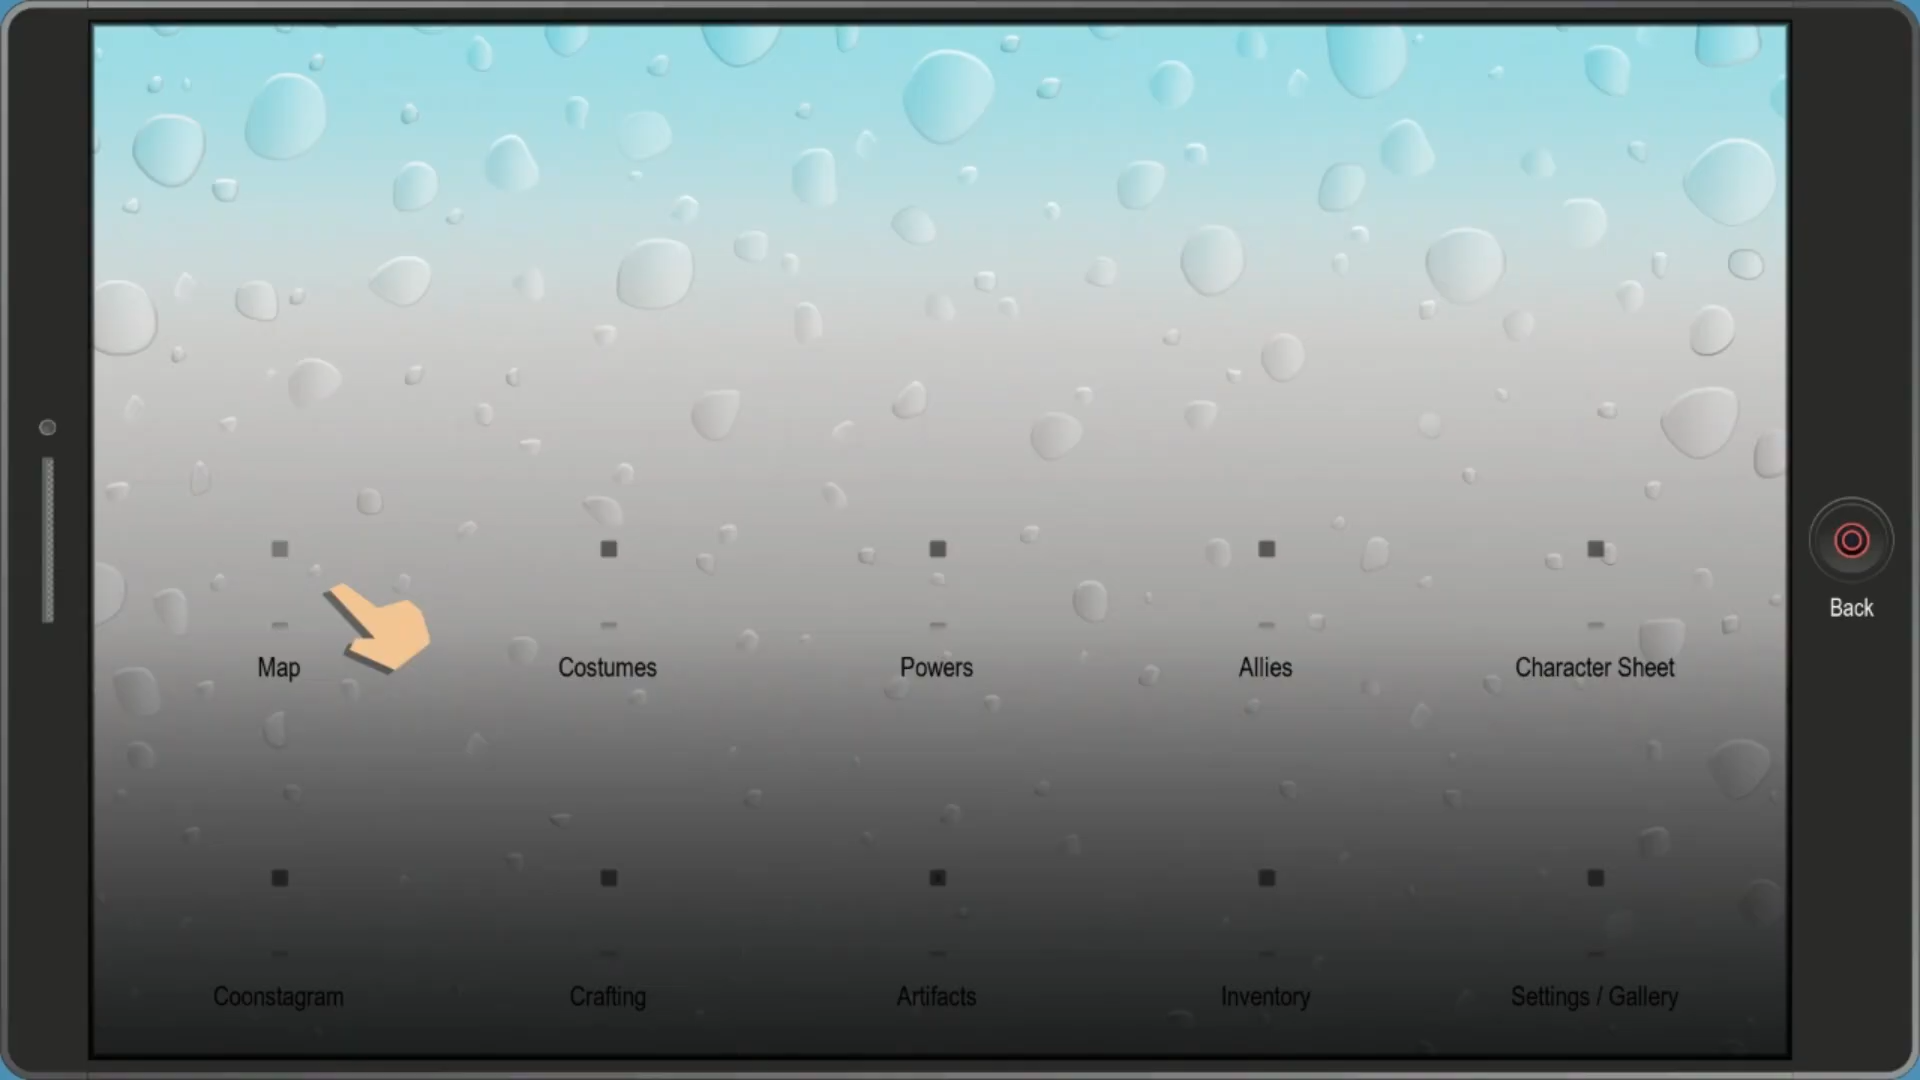 Back
Map
Costumes
Powers
Allies
Character Sheet
Coonstagram
Crafting
Artifacts
Inventory
Settings / Gallery